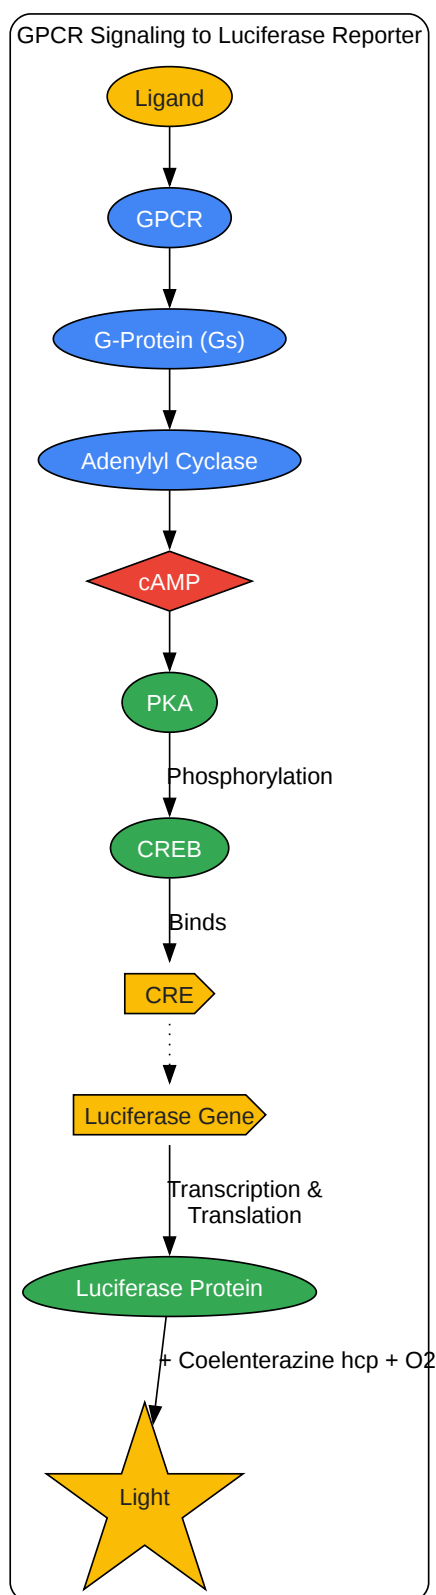 GPCR Signaling to Luciferase Reporter
Ligand
GPCR
G-Protein (Gs)
Adenylyl Cyclase
cAMP
PKA
Phosphorylation
CREB
Binds
CRE
Luciferase Gene
Transcription &
Translation
Luciferase Protein
+ Coelenterazine hcp + O2
Light